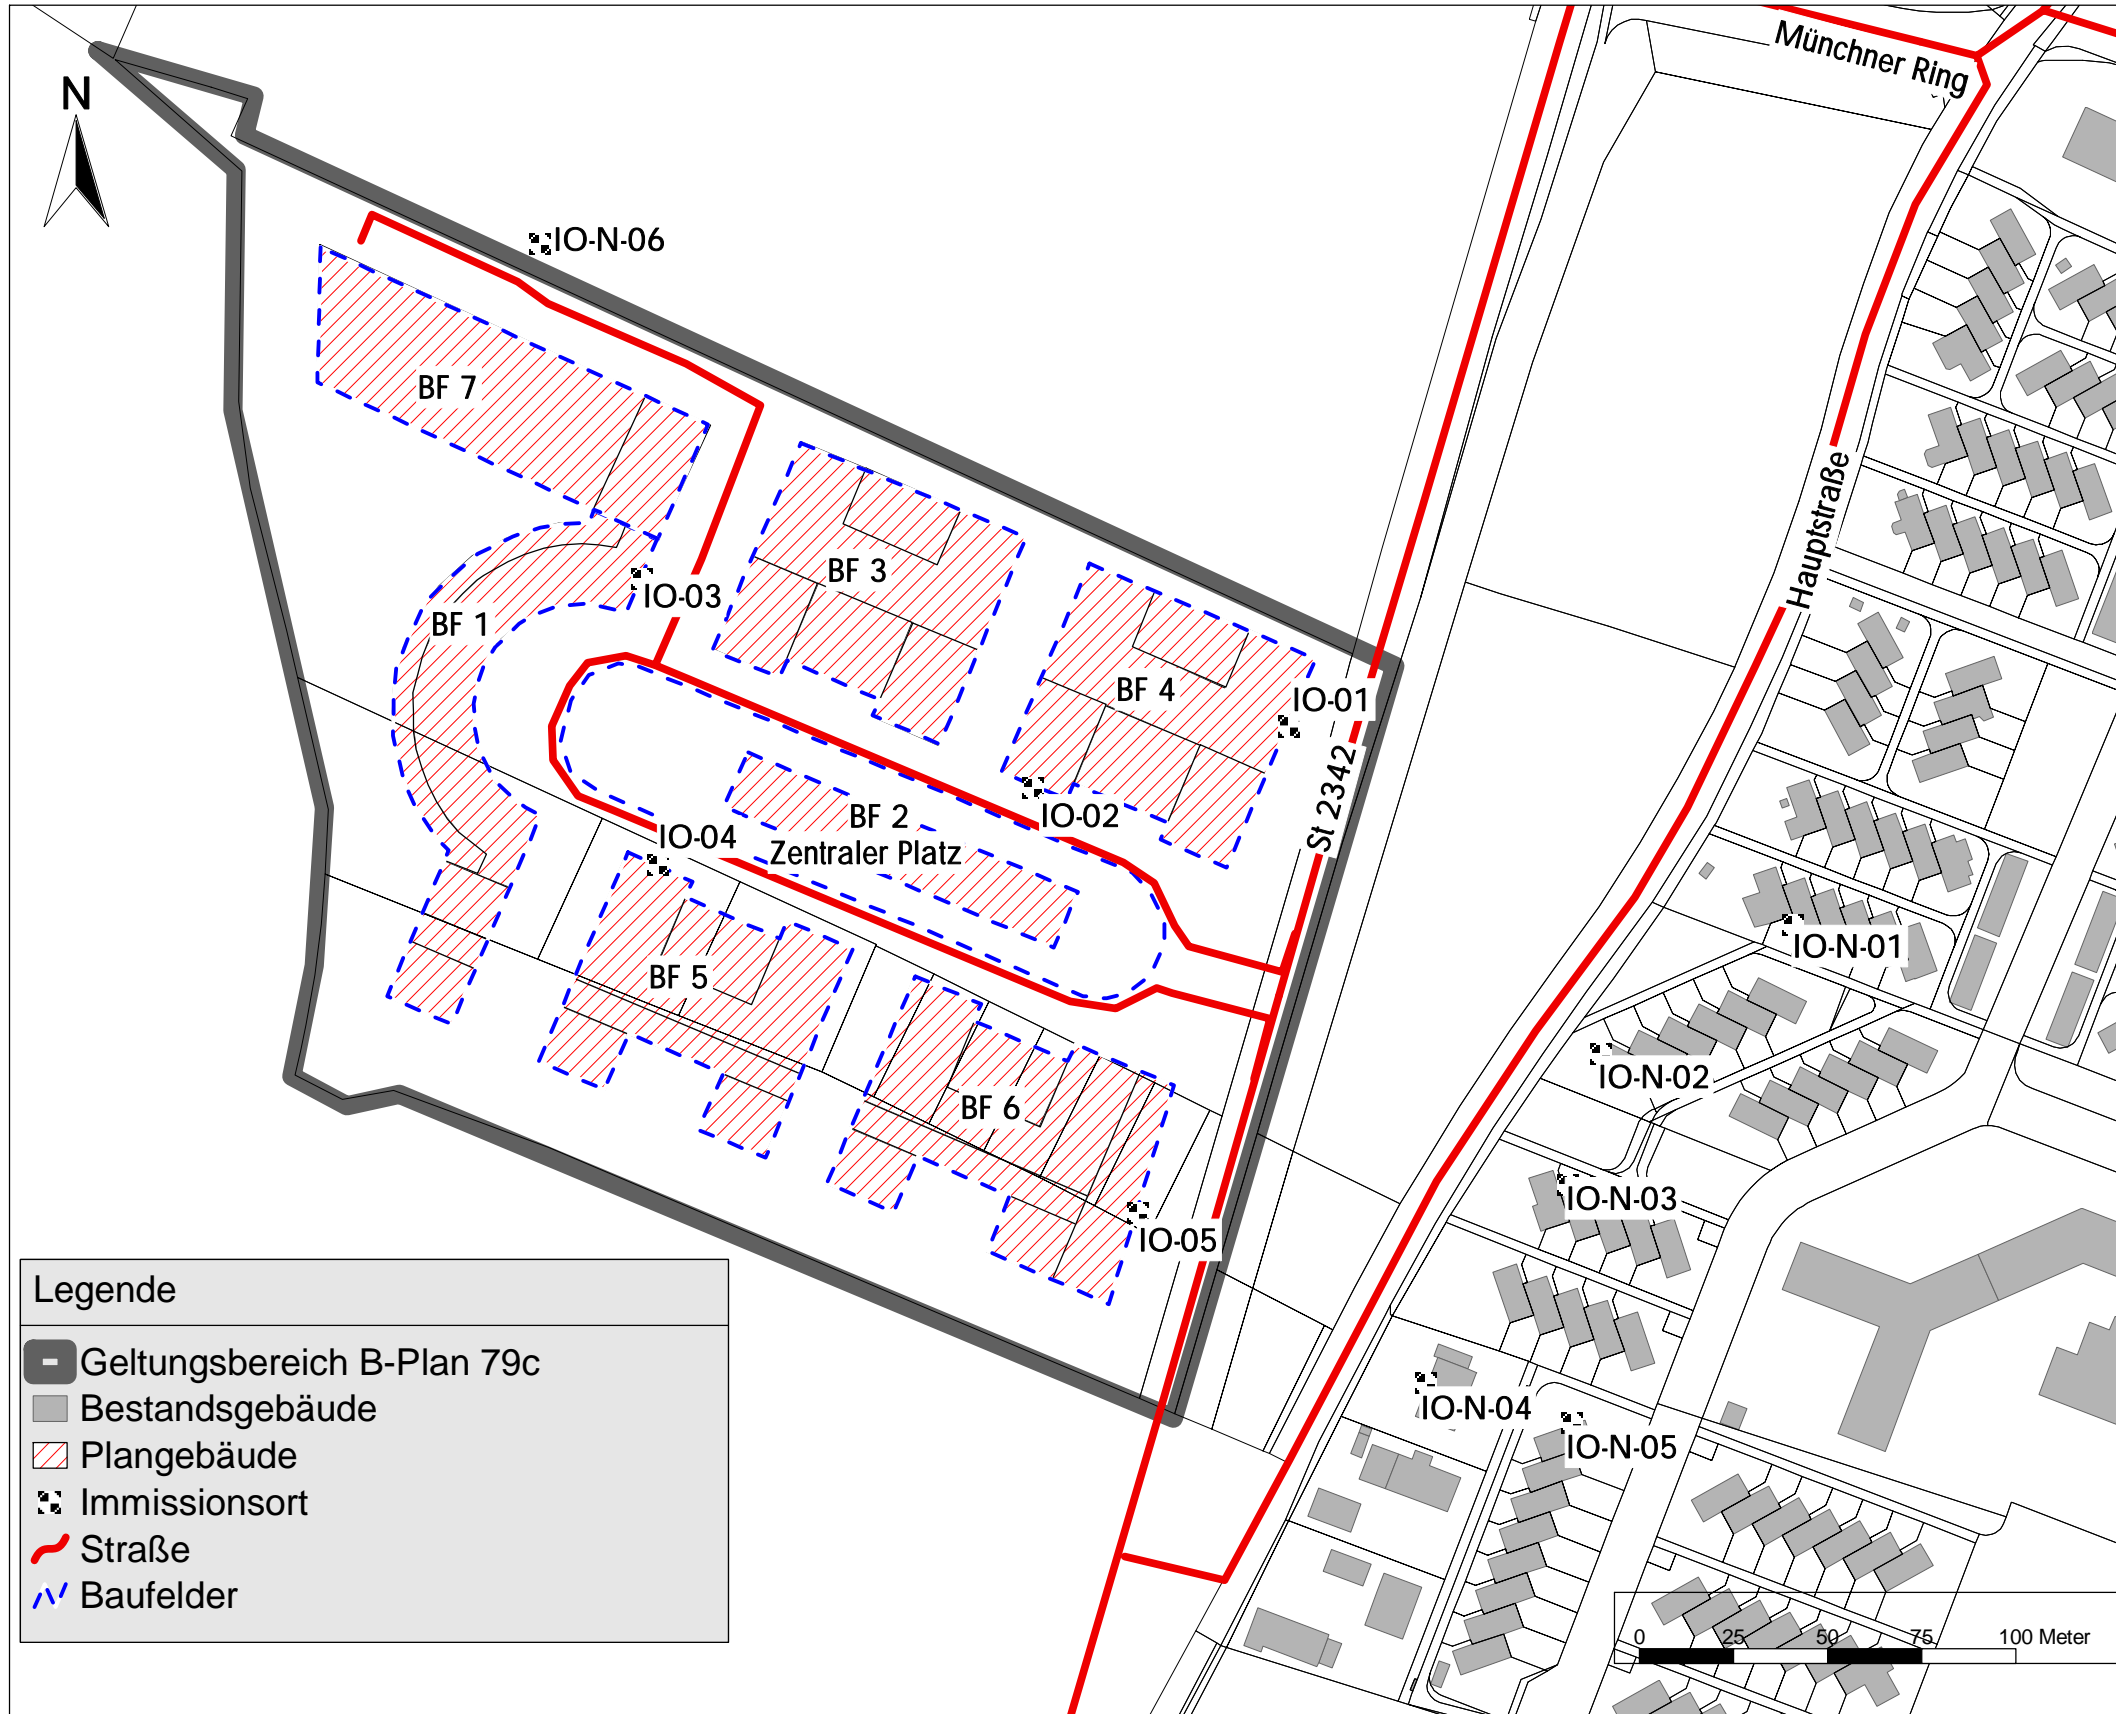 Münchner Ring
N
IO-N-06
BF 7
Hauptstraße
BF 3
IO-03
BF 1
BF 4
IO-01
St 2342
BF 2
IO-02
IO-04
Zentraler Platz
IO-N-01
BF 5
IO-N-02
BF 6
IO-N-03
IO-05
Legende
Geltungsbereich B-Plan 79c
Bestandsgebäude
Plangebäude
Immissionsort
Straße
Baufelder
IO-N-04
IO-N-05
0 25 50 75 100 Meter